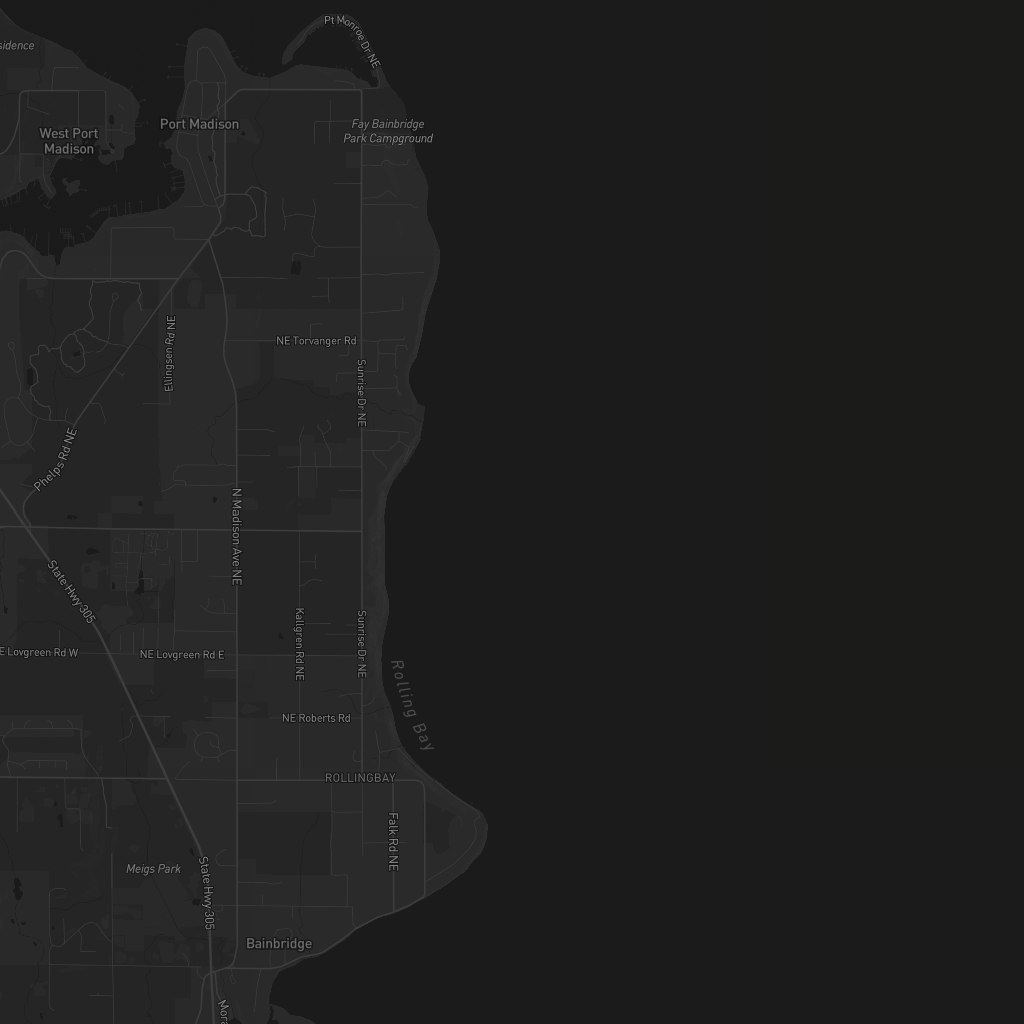 Pt Monroe Dr NE
sidence
Port Madison
Fay Bainbridge
Park Campground
West Port
Madison
NE Torvanger Rd
Ellingsen Rd NE
Sunrise Dr NE
Phelps Rd NE
N Madison Ave NE
State Hwy 305
Kallgren Rd NE
Sunrise Dr NE
E Lovgreen Rd W
NE Lovgreen Rd E
Rolling Bay
NE Roberts Rd
ROLLINGBAY
Falk Rd NE
Meigs Park
State Hwy 305
Bainbridge
Mora